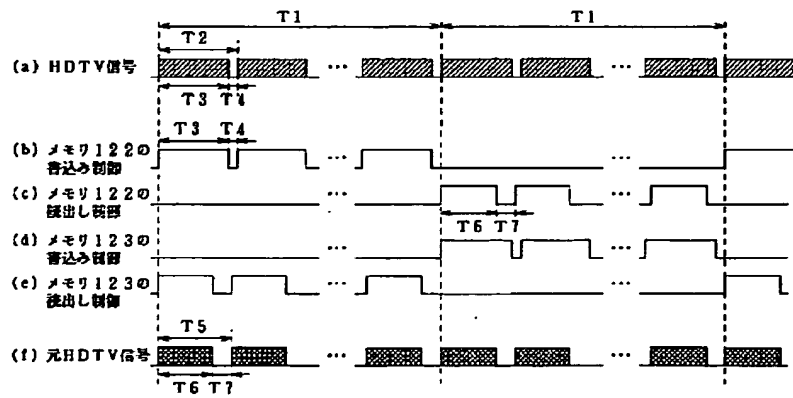 T1 T1
T2
(a) HDTV信号 ... ...
T3 T4
T3 T4
(b) メモリ122の
書込み制御 ... ...
(c) メモリ122の
読出し制御 ... ...
T6 T7
(d) メモリ123の
書込み制御 ... ...
(e) メモリ123の
読出し制御 ... ...
T5
(f) 元HDTV信号 ... ...
T6 T7